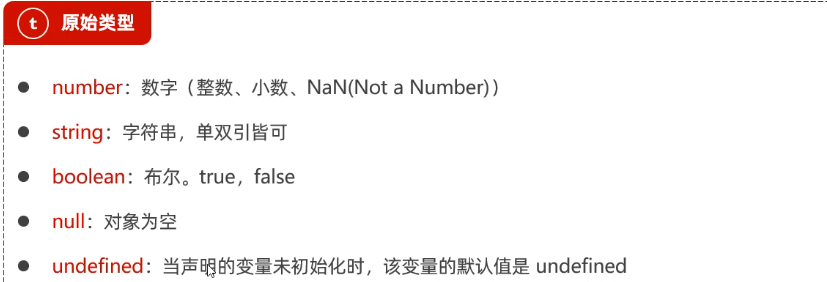 t 原始类型
number：数字（整数、小数、NaN(Not a Number)）
string：字符串，单双引皆可
boolean：布尔。true，false
null：对象为空
undefined：当声明的变量未初始化时，该变量的默认值是 undefined